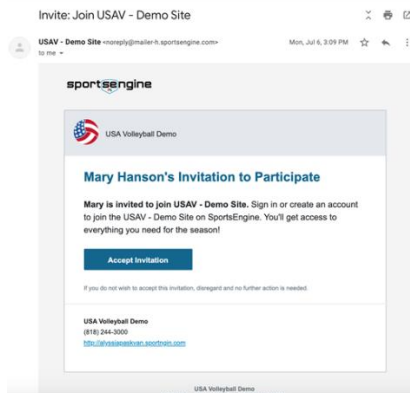 Invite: Join USAV - Demo Site
USAV - Demo Site <noreply@mailer-h.sportsengine.com>
Mon, Jul 6, 3:09 PM
to me
sportsengine
USA Volleyball Demo
Mary Hanson's Invitation to Participate
Mary is invited to join USAV - Demo Site. Sign in or create an account
to join the USAV - Demo Site on SportsEngine. You'll get access to
everything you need for the season!
Accept Invitation
If you do not wish to accept this invitation, disregard and no further action is needed.
USA Volleyball Demo
(818) 244-3000
http://alyssapaskvan.sportngin.com
USA Volleyball Demo